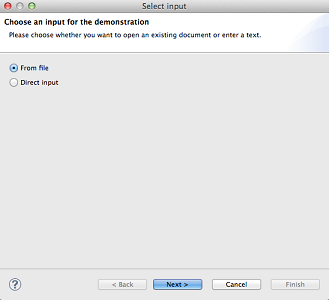 Select input
Choose an input for the demonstration
Please choose whether you want to open an existing document or enter a text.
From file
Direct input
?
< Back
Next >
Cancel
Finish